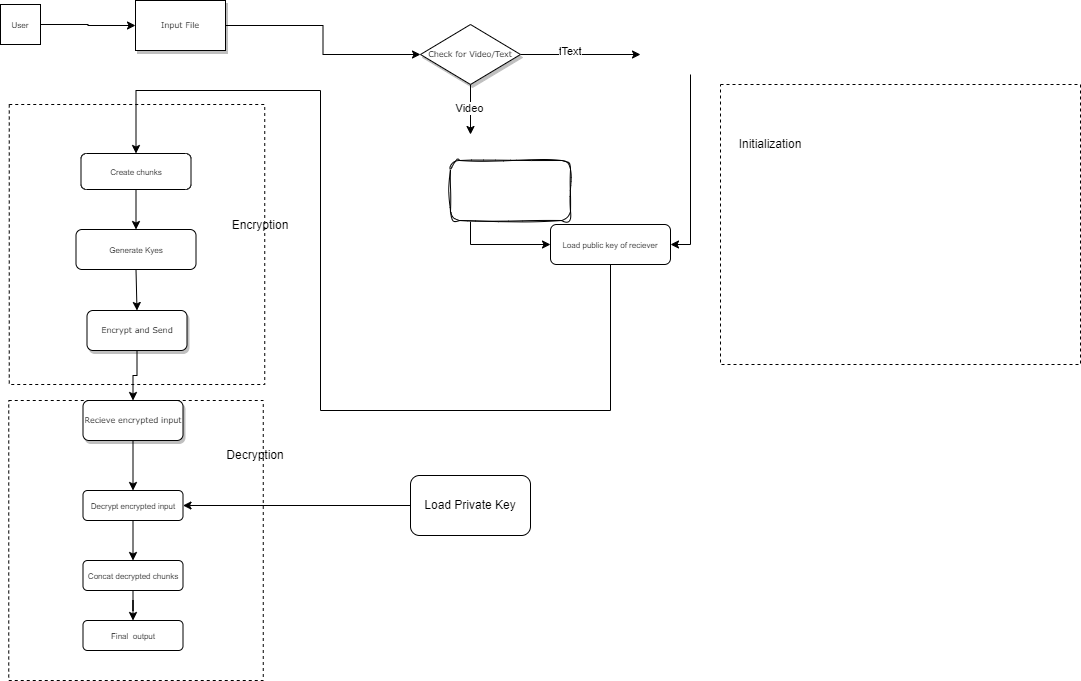 User
Input File
Check for Video/Text
fText
Video
Initialization
Create chunks
Encryption
Generate Kyes
Load public key of reciever
Encrypt and Send
Recieve encrypted input
Decryption
Decrypt encrypted input
Load Private Key
Concat decrypted chunks
Final output